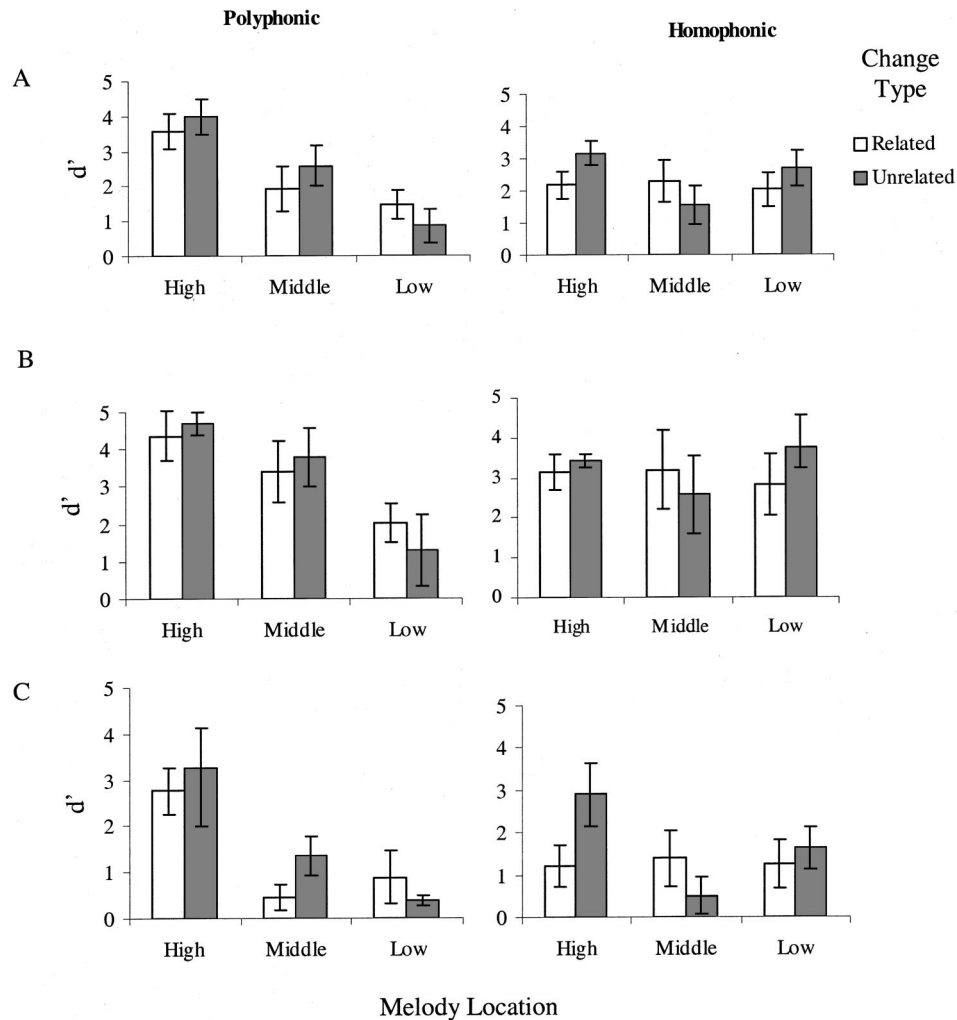 Polyphonic
Homophonic
Change
Type
Related
Unrelated
A
d'
5
4
3
2
1
0
High Middle Low
5
4
3
2
1
0
High Middle Low
B
d'
5
4
3
2
1
0
High Middle Low
5
4
3
2
1
0
High Middle Low
C
d'
5
4
3
2
1
0
High Middle Low
5
4
3
2
1
0
High Middle Low
Melody Location